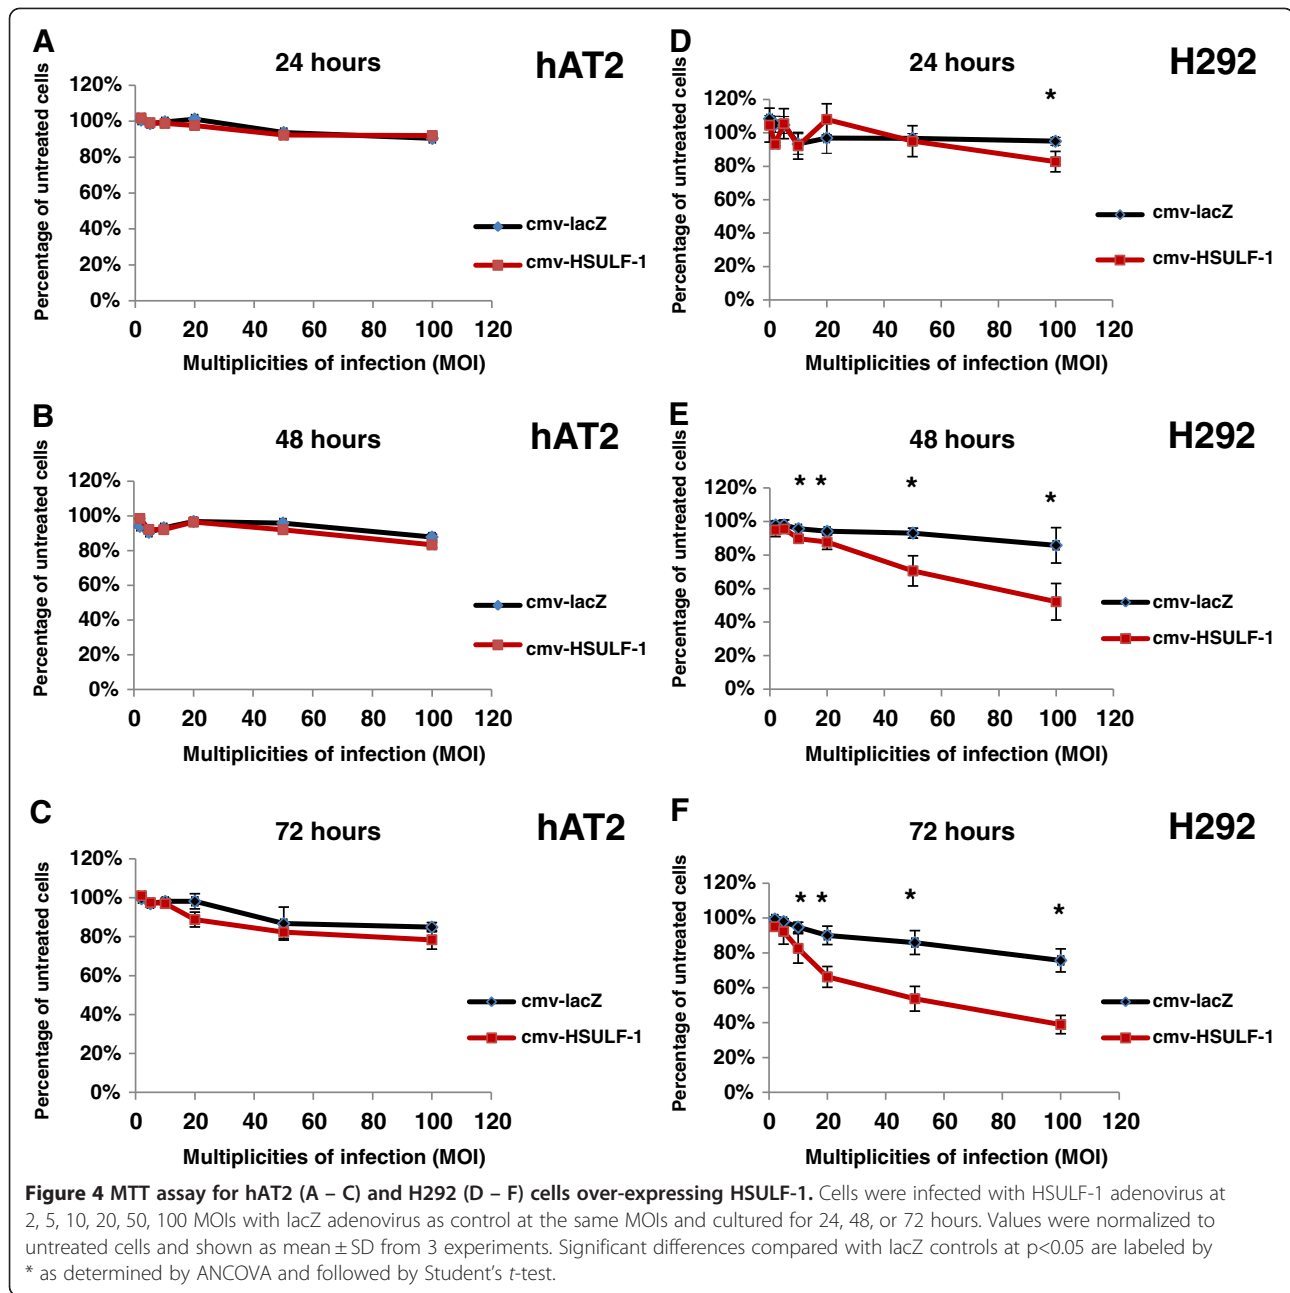 A
24 hours
hAT2
Percentage of untreated cells
120%
100%
80%
60%
40%
20%
0%
0 20 40 60 80 100 120
Multiplicities of infection (MOI)
cmv-lacZ
cmv-HSULF-1
D
24 hours
H292
*
Percentage of untreated cells
120%
100%
80%
60%
40%
20%
0%
0 20 40 60 80 100 120
Multiplicities of infection (MOI)
cmv-lacZ
cmv-HSULF-1
B
48 hours
hAT2
Percentage of untreated cells
120%
100%
80%
60%
40%
20%
0%
0 20 40 60 80 100 120
Multiplicities of infection (MOI)
cmv-lacZ
cmv-HSULF-1
E
48 hours
H292
* * * *
Percentage of untreated cells
120%
100%
80%
60%
40%
20%
0%
0 20 40 60 80 100 120
Multiplicities of infection (MOI)
cmv-lacZ
cmv-HSULF-1
C
72 hours
hAT2
Percentage of untreated cells
120%
100%
80%
60%
40%
20%
0%
0 20 40 60 80 100 120
Multiplicities of infection (MOI)
cmv-lacZ
cmv-HSULF-1
F
72 hours
H292
* * * *
Percentage of untreated cells
120%
100%
80%
60%
40%
20%
0%
0 20 40 60 80 100 120
Multiplicities of infection (MOI)
cmv-lacZ
cmv-HSULF-1
Figure 4 MTT assay for hAT2 (A – C) and H292 (D – F) cells over-expressing HSULF-1. Cells were infected with HSULF-1 adenovirus at
2, 5, 10, 20, 50, 100 MOIs with lacZ adenovirus as control at the same MOIs and cultured for 24, 48, or 72 hours. Values were normalized to
untreated cells and shown as mean ± SD from 3 experiments. Significant differences compared with lacZ controls at p<0.05 are labeled by
* as determined by ANCOVA and followed by Student's t-test.